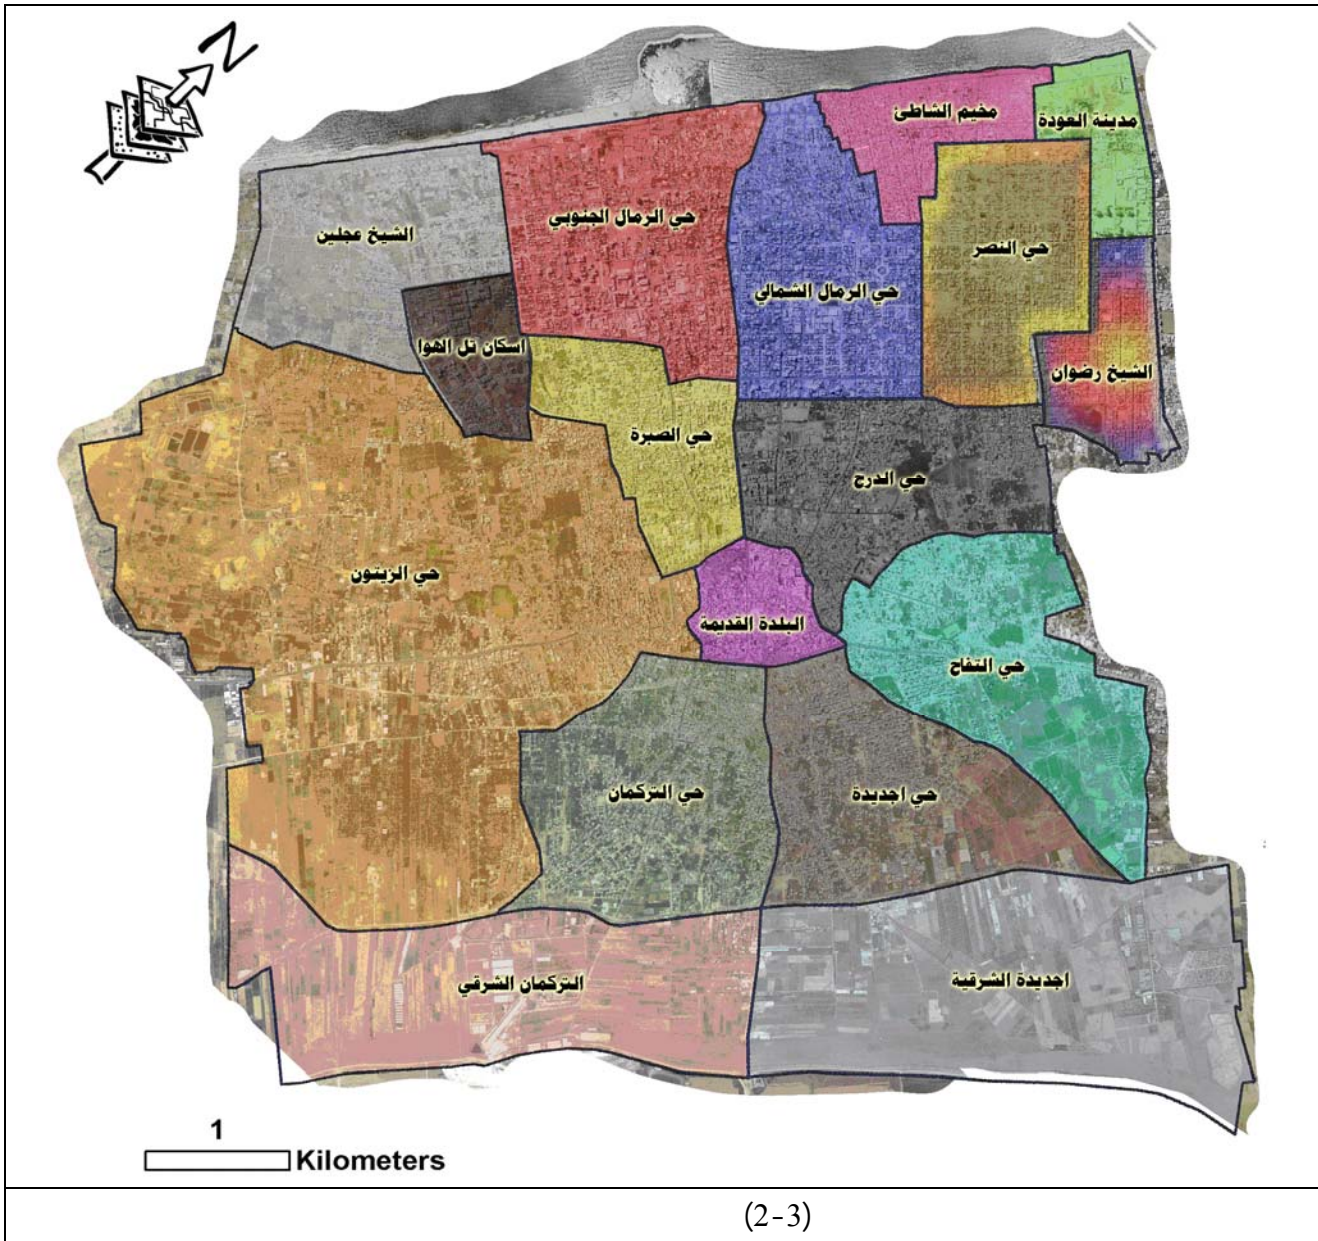 N
مخيم الشاطئ
مدينة العودة
حي الرمال الجنوبي
الشيخ عجلين
حي النصر
حي الرمال الشمالي
اسكان تل الهوا
الشيخ رضوان
حي الصبرة
حي الدرج
حي الزيتون
البلدة القديمة
حي التفاح
حي التركمان
حي اجديدة
التركمان الشرقي
اجديدة الشرقية
1
Kilometers
(2-3)